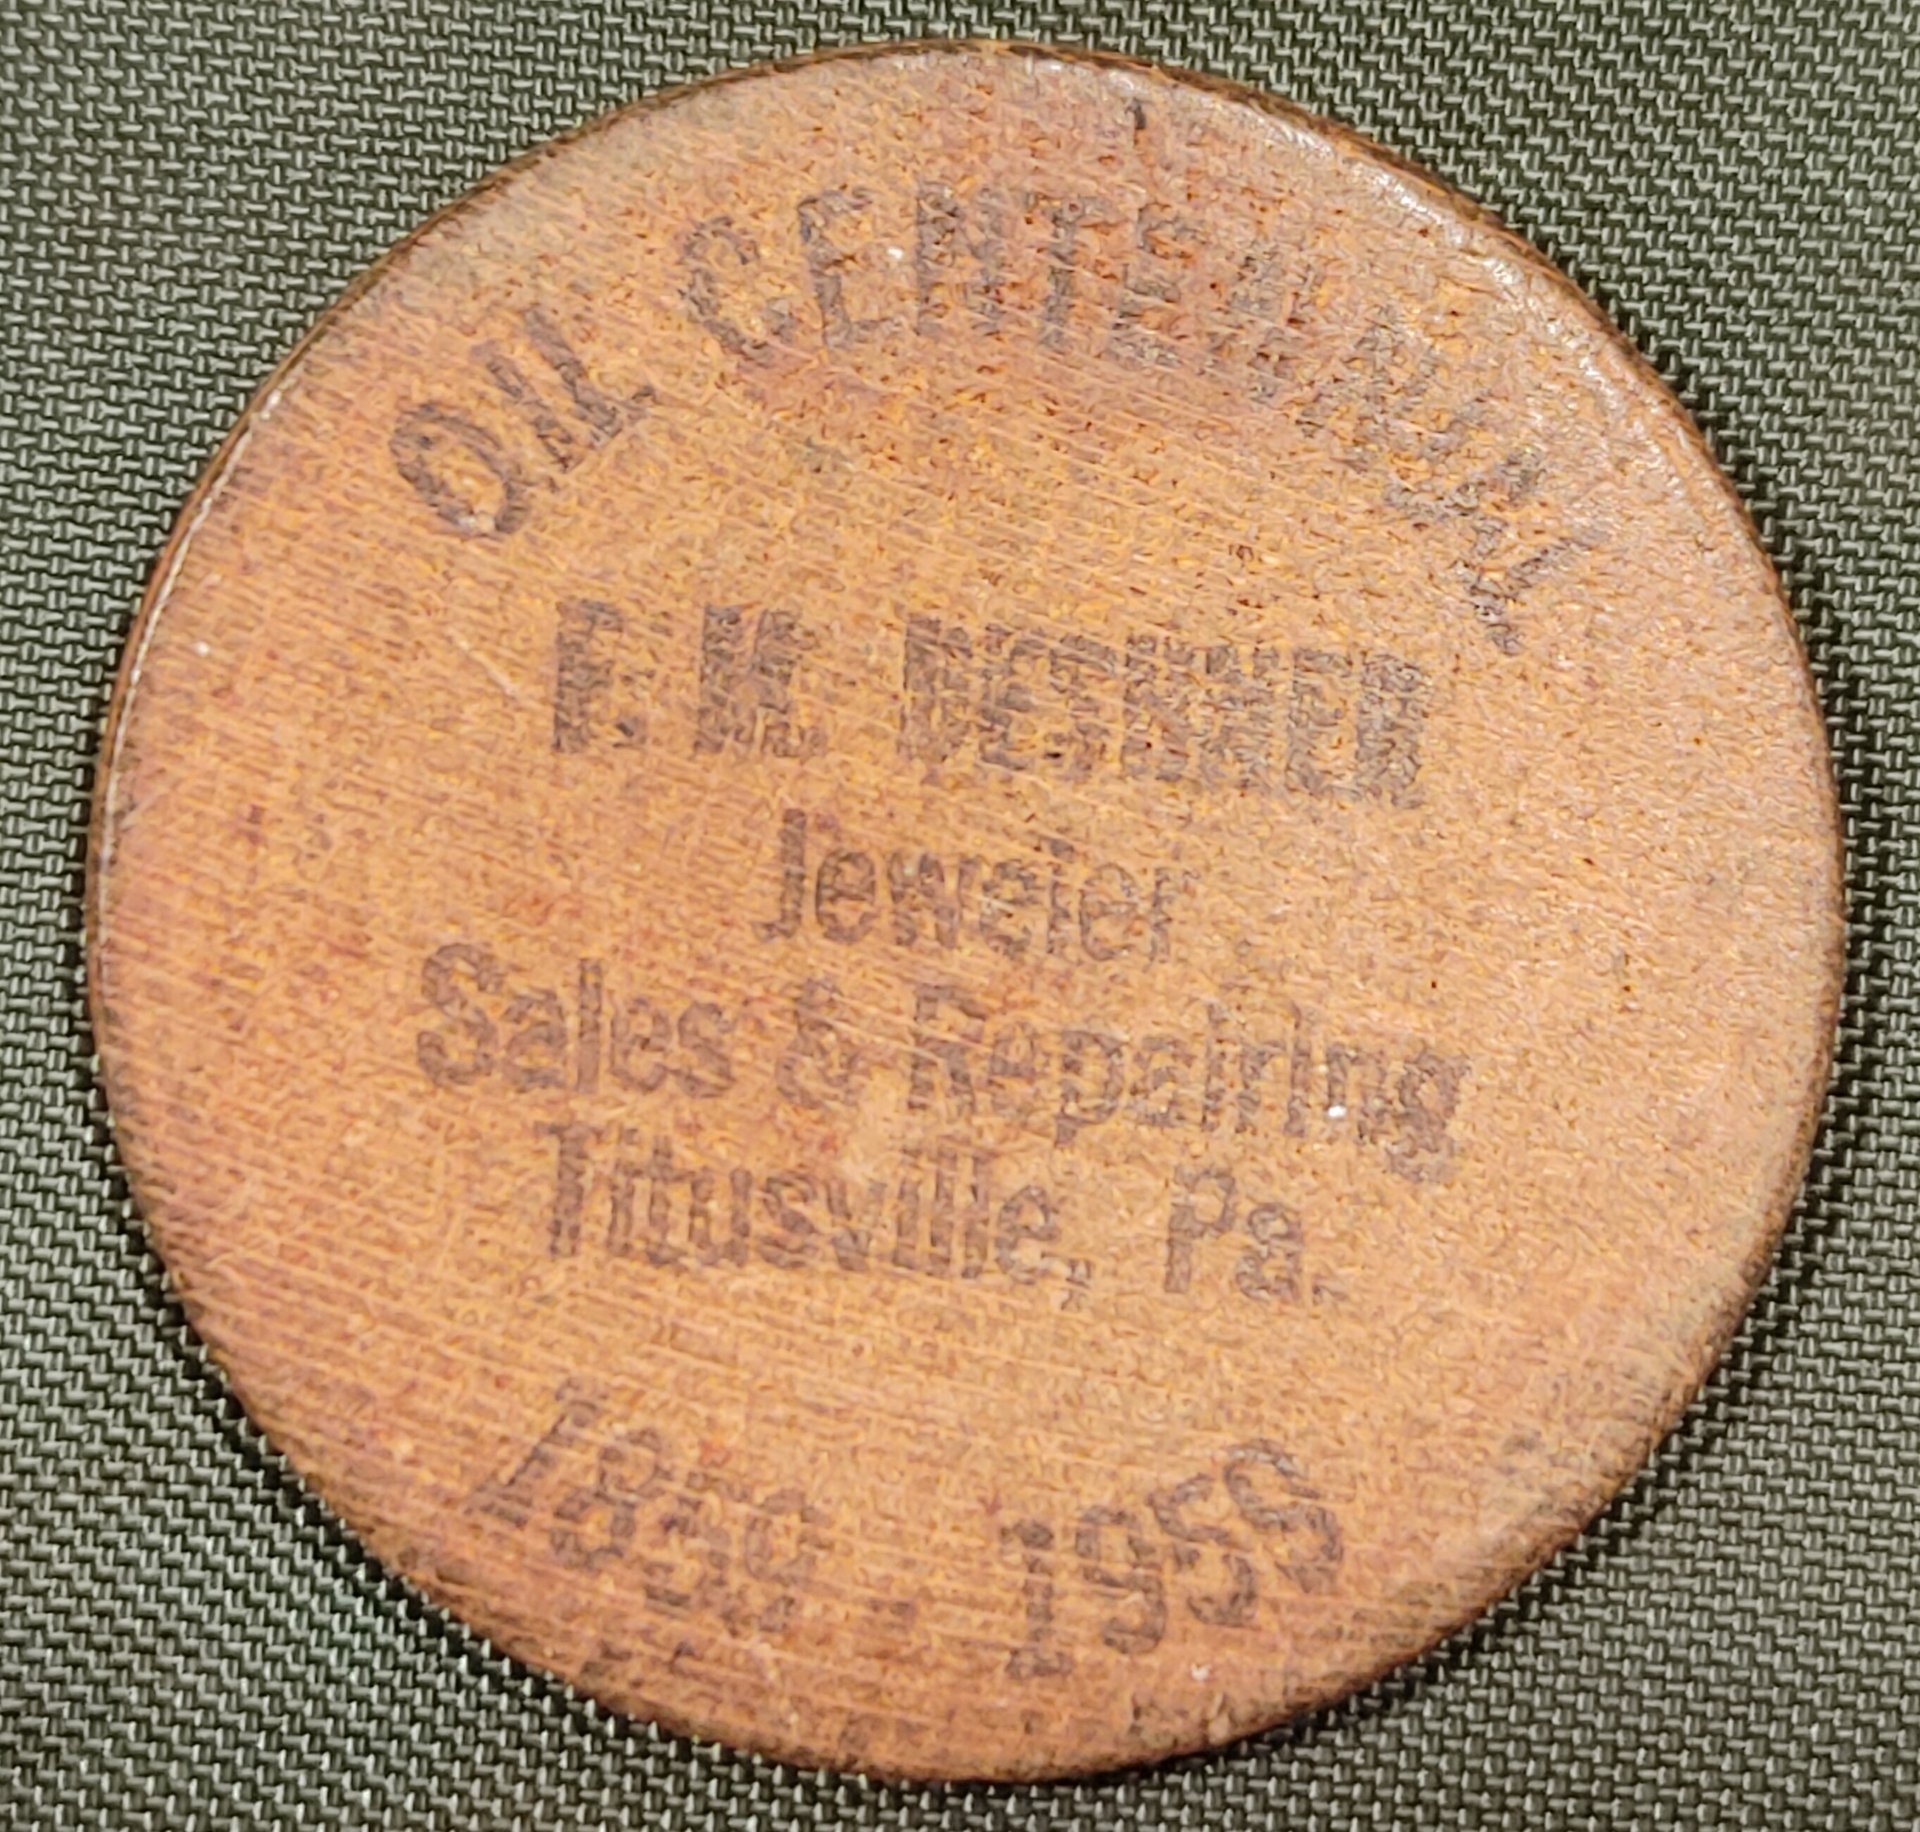 OIL CENTENNIAL
F. W.
Jeweler
Sales & Repairing
Titusville, Pa.
1859 - 1959